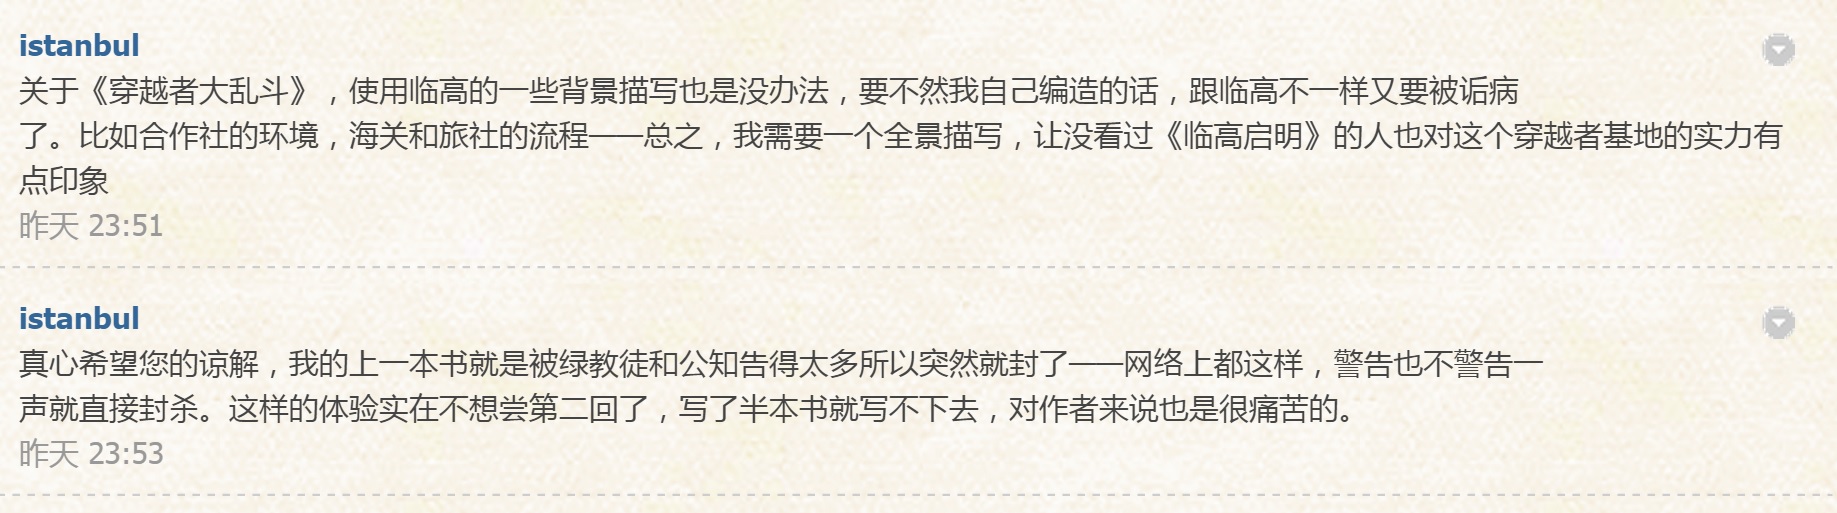 istanbul
关于《穿越者大乱斗》，使用临高的一些背景描写也是没办法，要不然我自己编造的话，跟临高不一样又要被诟病
了。比如合作社的环境，海关和旅社的流程——总之，我需要一个全景描写，让没看过《临高启明》的人也对这个穿越者基地的实力有
点印象
昨天 23:51
istanbul
真心希望您的谅解，我的上一本书就是被绿教徒和公知告得太多所以突然就封了——网络上都这样，警告也不警告一
声就直接封杀。这样的体验实在不想尝第二回了，写了半本书就写不下去，对作者来说也是很痛苦的。
昨天 23:53